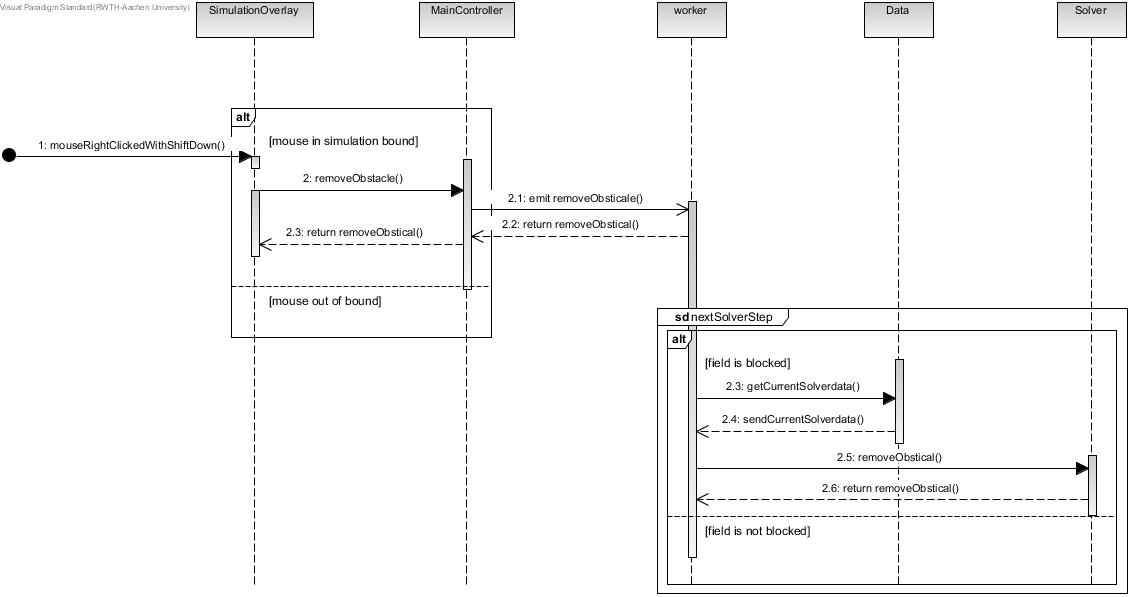 Visual Paradigm Standard(RWTH-Aachen University)
SimulationOverlay
MainController
worker
Data
Solver
alt
[mouse in simulation bound]
1: mouseRightClickedWithShiftDown()
2: removeObstacle()
2.1: emit removeObsticale()
2.2: return removeObstical()
2.3: return removeObstical()
[mouse out of bound]
sd nextSolverStep
alt
[field is blocked]
2.3: getCurrentSolverdata()
2.4: sendCurrentSolverdata()
2.5: removeObstical()
2.6: return removeObstical()
[field is not blocked]